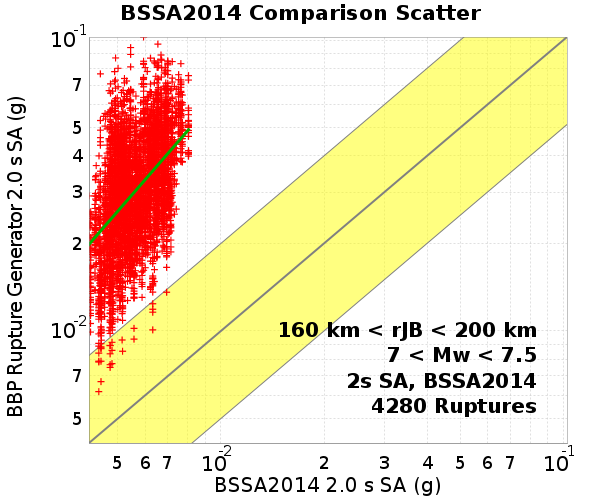 BSSA2014 Comparison Scatter
BBP Rupture Generator 2.0 s SA (g)
10-1
7
5
4
3
2
10-2
7
5
160 km < rJB < 200 km
7 < Mw < 7.5
2s SA, BSSA2014
4280 Ruptures
5 6 7 10-2 2 3 4 5 6 7 10-1
BSSA2014 2.0 s SA (g)